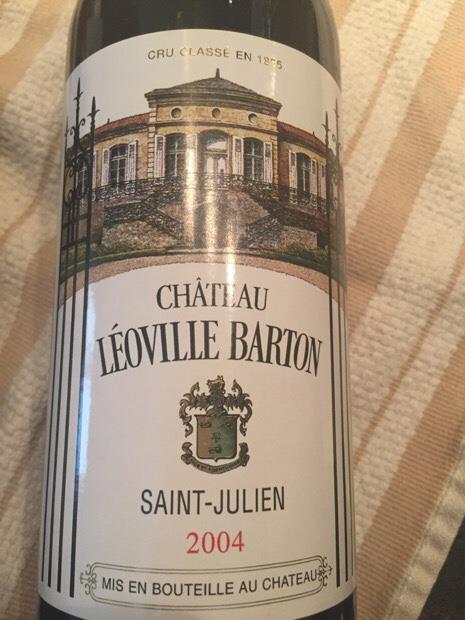 CRU CLASSÉ EN 1855
CHÂTEAU
LÉOVILLE BARTON
SAINT-JULIEN
2004
MIS EN BOUTEILLE AU CHATEAU